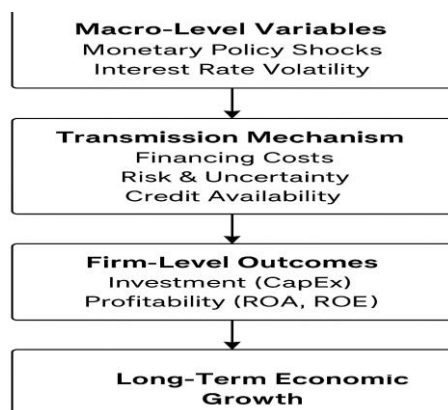 Macro-Level Variables
Monetary Policy Shocks
Interest Rate Volatility
Transmission Mechanism
Financing Costs
Risk & Uncertainty
Credit Availability
Firm-Level Outcomes
Investment (CapEx)
Profitability (ROA, ROE)
Long-Term Economic
Growth